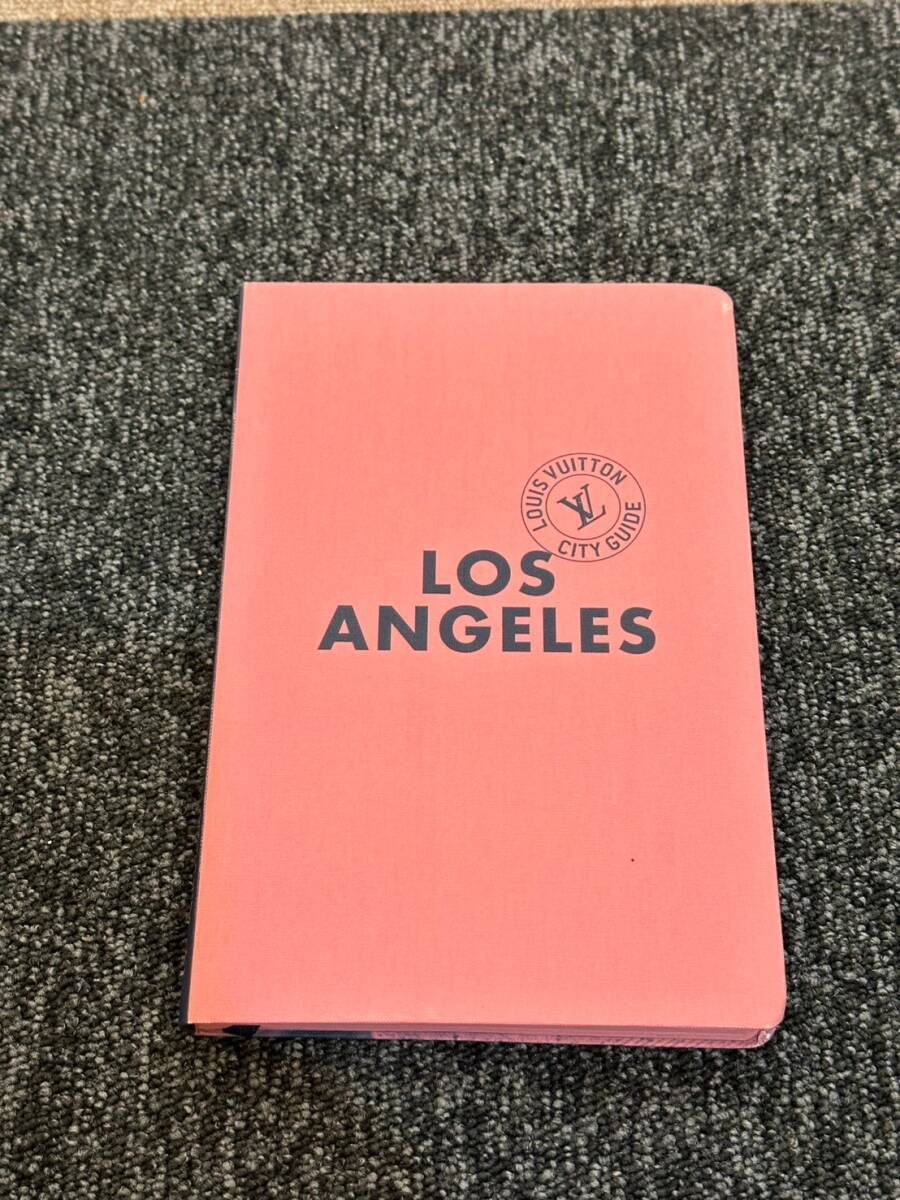 LOUIS VUITTON
LV
CITY GUIDE
LOS
ANGELES